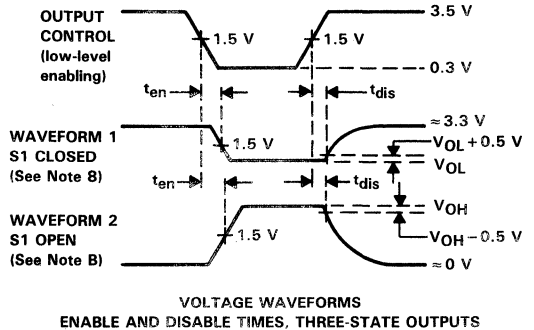 OUTPUT
CONTROL
(low-level
enabling)
3.5 V
1.5 V
1.5 V
0.3 V
ten
tdis
WAVEFORM 1
S1 CLOSED
(See Note B)
≈3.3 V
1.5 V
VOL + 0.5 V
VOL
ten
tdis
WAVEFORM 2
S1 OPEN
(See Note B)
VOH
1.5 V
VOH − 0.5 V
≈0 V
VOLTAGE WAVEFORMS
ENABLE AND DISABLE TIMES, THREE-STATE OUTPUTS